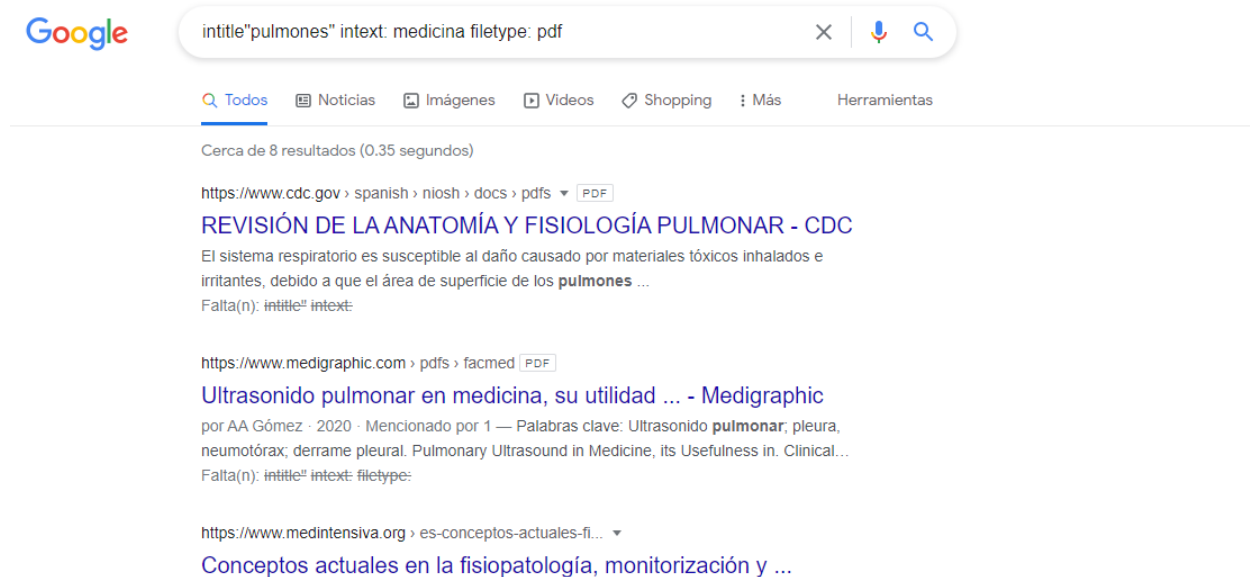 Google
intitle"pulmones" intext: medicina filetype: pdf
Todos Noticias Imágenes Videos Shopping Más Herramientas
Cerca de 8 resultados (0.35 segundos)
https://www.cdc.gov › spanish › niosh › docs › pdfs PDF
REVISIÓN DE LA ANATOMÍA Y FISIOLOGÍA PULMONAR - CDC
El sistema respiratorio es susceptible al daño causado por materiales tóxicos inhalados e
irritantes, debido a que el área de superficie de los pulmones ...
Falta(n): intitle" intext:
https://www.medigraphic.com › pdfs › facmed PDF
Ultrasonido pulmonar en medicina, su utilidad ... - Medigraphic
por AA Gómez · 2020 · Mencionado por 1 — Palabras clave: Ultrasonido pulmonar; pleura,
neumotórax; derrame pleural. Pulmonary Ultrasound in Medicine, its Usefulness in. Clinical...
Falta(n): intitle" intext: filetype:
https://www.medintensiva.org › es-conceptos-actuales-fi...
Conceptos actuales en la fisiopatología, monitorización y ...